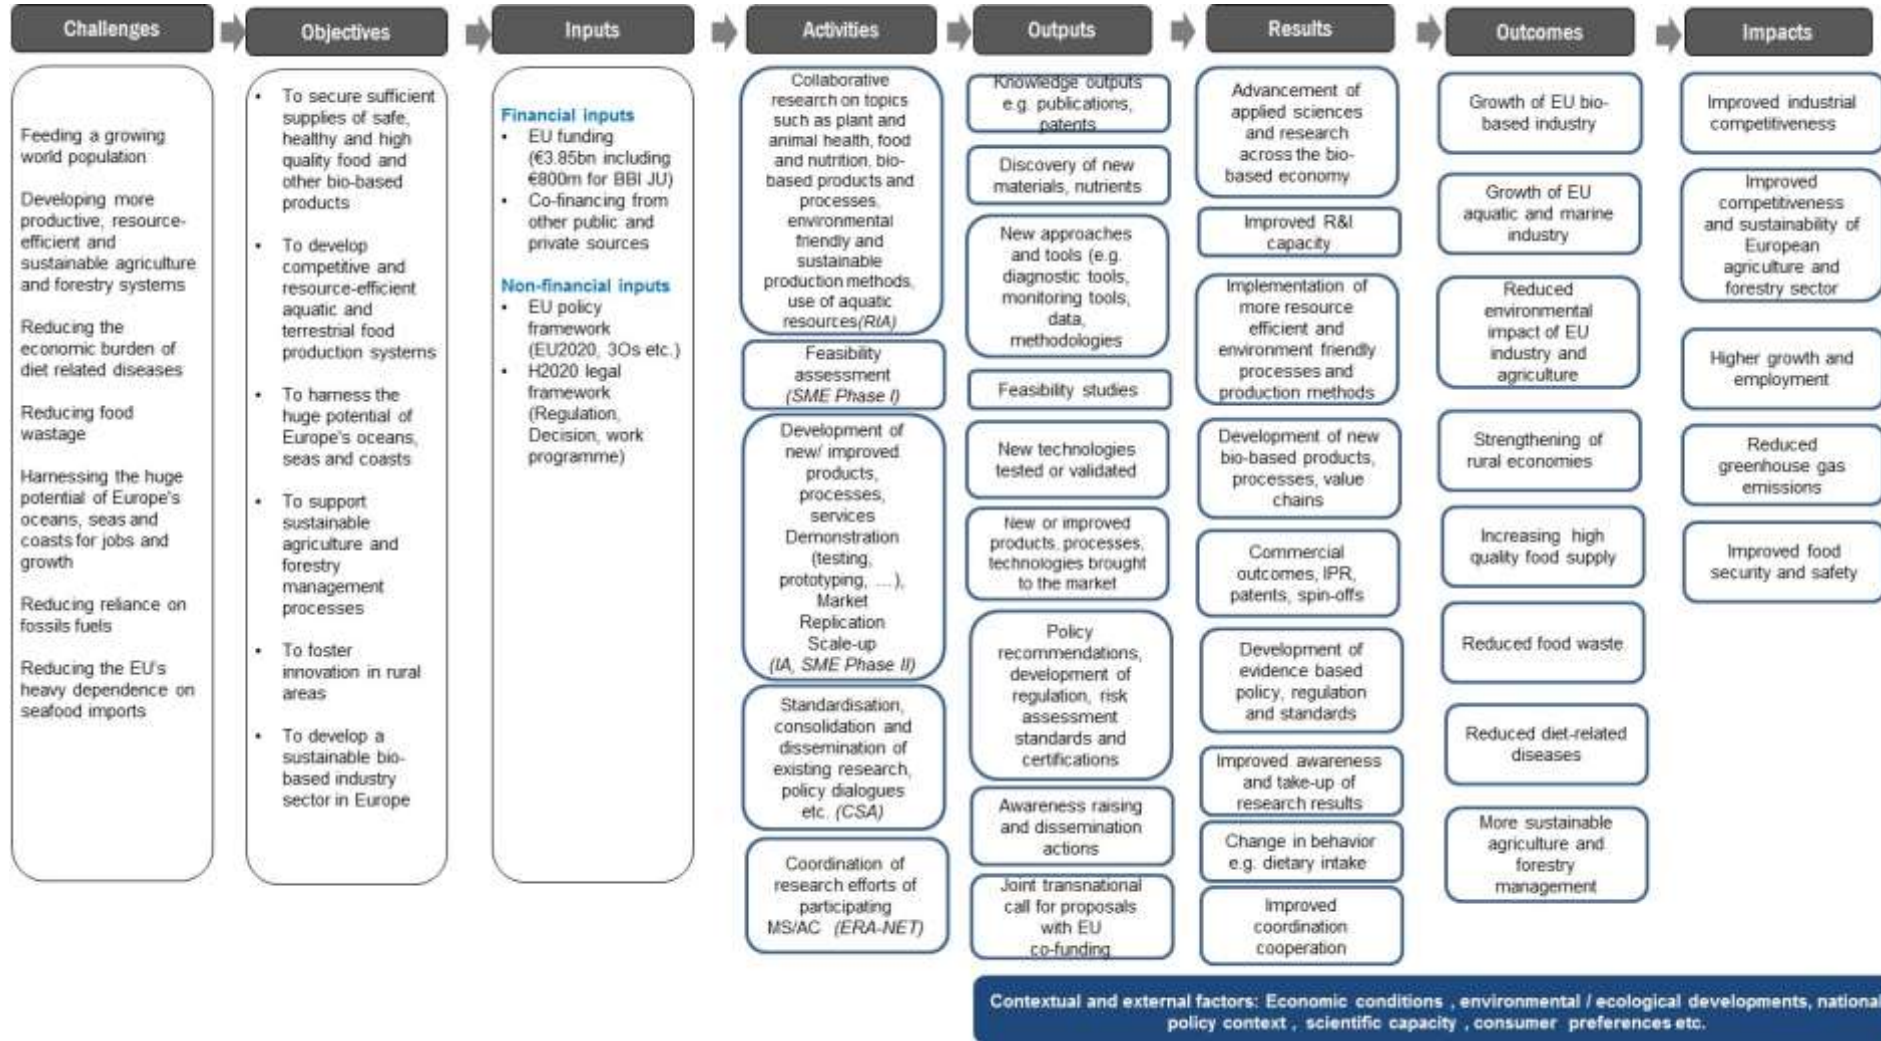 Challenges
Objectives
Inputs
Activities
Outputs
Results
Outcomes
Impacts
Feeding a growing
world population
Developing more
productive, resource-
efficient and
sustainable agriculture
and forestry systems
Reducing the
economic burden of
diet related diseases
Reducing food
wastage
Harnessing the huge
potential of Europe's
oceans, seas and
coasts for jobs and
growth
Reducing reliance on
fossils fuels
Reducing the EU's
heavy dependence on
seafood imports
• To secure sufficient
supplies of safe,
healthy and high
quality food and
other bio-based
products
• To develop
competitive and
resource-efficient
aquatic and
terrestrial food
production systems
• To harness the
huge potential of
Europe's oceans,
seas and coasts
• To support
sustainable
agriculture and
forestry
management
processes
• To foster
innovation in rural
areas
• To develop a
sustainable bio-
based industry
sector in Europe
Financial inputs
• EU funding
(€3.85bn including
€800m for BBI JU)
• Co-financing from
other public and
private sources
Non-financial inputs
• EU policy
framework
(EU2020, 3Os etc.)
• H2020 legal
framework
(Regulation,
Decision, work
programme)
Collaborative
research on topics
such as plant and
animal health, food
and nutrition, bio-
based products and
processes,
environmental
friendly and
sustainable
production methods,
use of aquatic
resources(RIA)
Feasibility
assessment
(SME Phase I)
Development of
new/ improved
products,
processes,
services
Demonstration
(testing,
prototyping, ...),
Market
Replication
Scale-up
(IA, SME Phase II)
Standardisation,
consolidation and
dissemination of
existing research,
policy dialogues
etc. (CSA)
Coordination of
research efforts of
participating
MS/AC (ERA-NET)
Knowledge outputs
e.g. publications,
patents
Discovery of new
materials, nutrients
New approaches
and tools (e.g.
diagnostic tools,
monitoring tools,
data,
methodologies
Feasibility studies
New technologies
tested or validated
New or improved
products, processes,
technologies brought
to the market
Policy
recommendations,
development of
regulation, risk
assessment
standards and
certifications
Awareness raising
and dissemination
actions
Joint transnational
call for proposals
with EU
co-funding
Advancement of
applied sciences
and research
across the bio-
based economy
Improved R&I
capacity
Implementation of
more resource
efficient and
environment friendly
processes and
production methods
Development of new
bio-based products,
processes, value
chains
Commercial
outcomes, IPR,
patents, spin-offs
Development of
evidence based
policy, regulation
and standards
Improved awareness
and take-up of
research results
Change in behavior
e.g: dietary intake
Improved
coordination
cooperation
Growth of EU bio-
based industry
Growth of EU
aquatic and marine
industry
Reduced
environmental
impact of EU
industry and
agriculture
Strengthening of
rural economies
Increasing high
quality food supply
Reduced food waste
Reduced diet-related
diseases
More sustainable
agriculture and
forestry
management
Improved industrial
competitiveness
Improved
competitiveness
and sustainability of
European
agriculture and
forestry sector
Higher growth and
employment
Reduced
greenhouse gas
emissions
Improved food
security and safety
Contextual and external factors: Economic conditions , environmental / ecological developments, national
policy context , scientific capacity , consumer preferences etc.